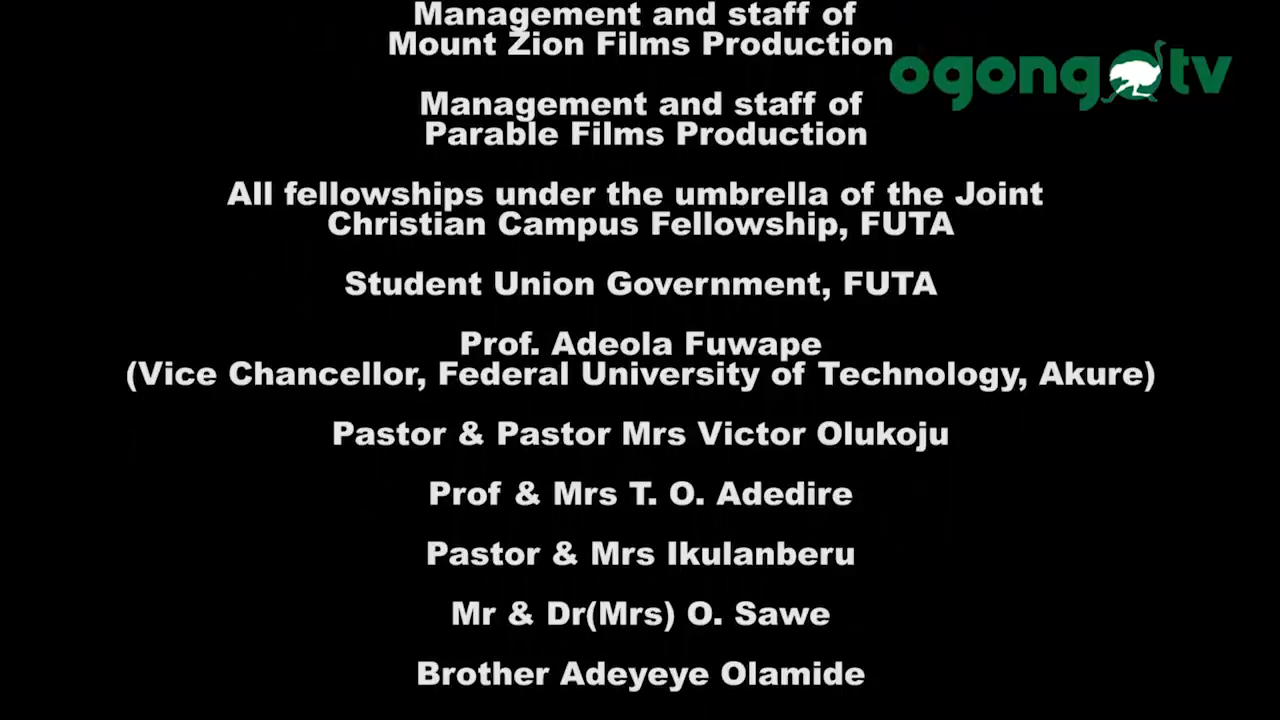 Management and staff of
Mount Zion Films Production
ogongo tv
Management and staff of
Parable Films Production
All fellowships under the umbrella of the Joint
Christian Campus Fellowship, FUTA
Student Union Government, FUTA
Prof. Adeola Fuwape
(Vice Chancellor, Federal University of Technology, Akure)
Pastor & Pastor Mrs Victor Olukoju
Prof & Mrs T. O. Adedire
Pastor & Mrs Ikulanberu
Mr & Dr(Mrs) O. Sawe
Brother Adeyeye Olamide